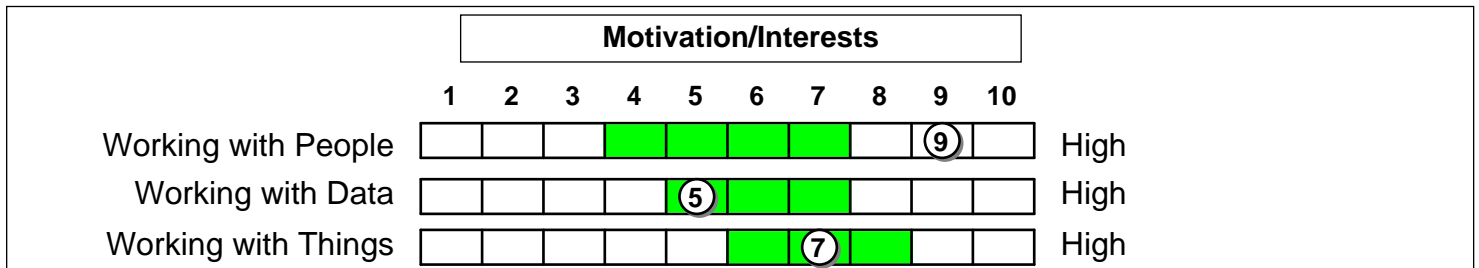 Motivation/Interests
1 2 3 4 5 6 7 8 9 10
Working with People 9 High
Working with Data 5 High
Working with Things 7 High